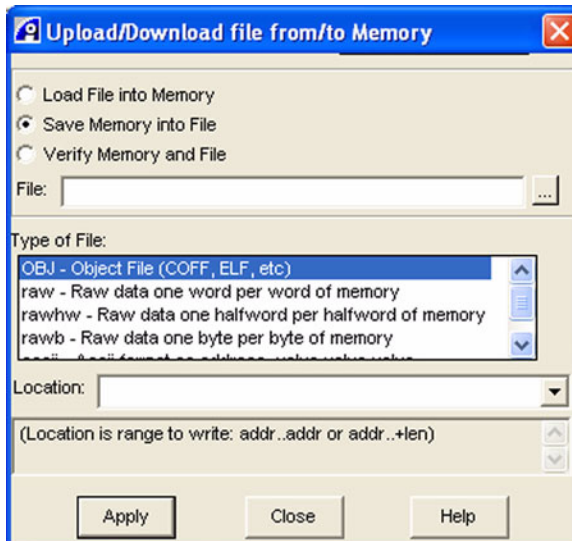 Upload/Download file from/to Memory
Load File into Memory
Save Memory into File
Verify Memory and File
File:
...
Type of File:
OBJ - Object File (COFF, ELF, etc)
raw - Raw data one word per word of memory
rawhw - Raw data one halfword per halfword of memory
rawb - Raw data one byte per byte of memory
Location:
(Location is range to write: addr..addr or addr..+len)
Apply Close Help